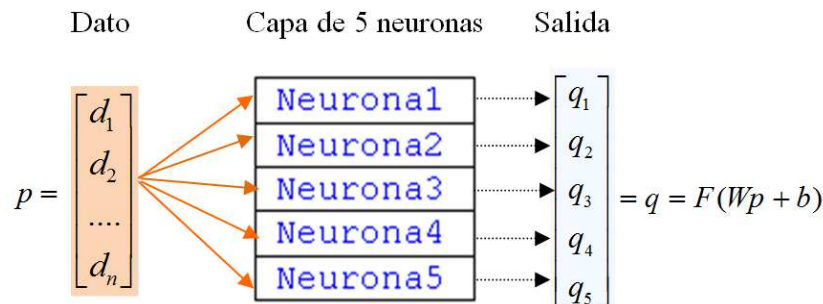 Dato Capa de 5 neuronas Salida
d₁ Neurona1 q₁
d₂ Neurona2 q₂
p = Neurona3 q₃ = q = F(Wp + b)
.... Neurona4 q₄
dₙ Neurona5 q₅